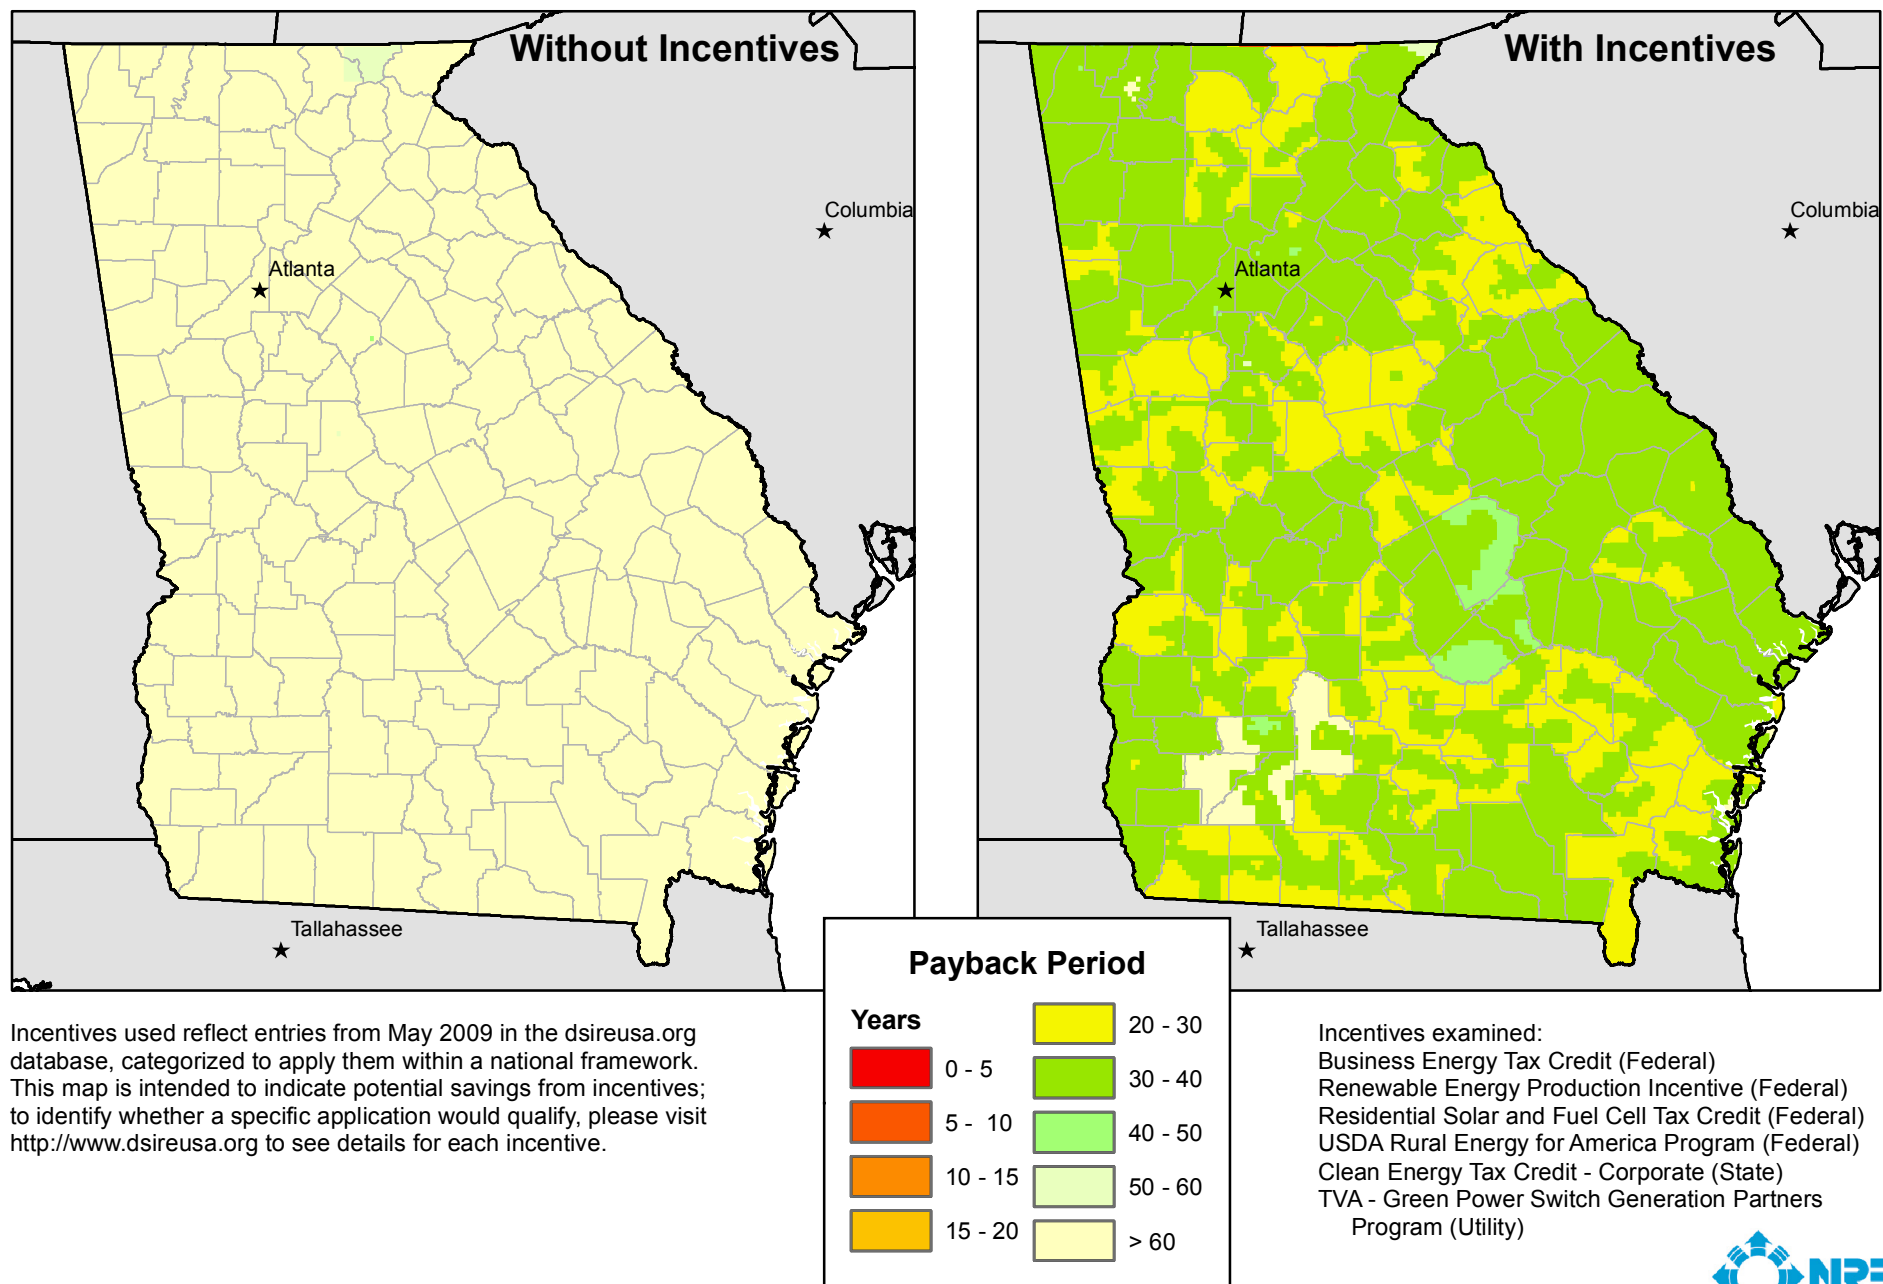 Without Incentives
With Incentives
Columbia
Columbia
Atlanta
Atlanta
Tallahassee
Tallahassee
Payback Period
Years
0 - 5
5 - 10
10 - 15
15 - 20
20 - 30
30 - 40
40 - 50
50 - 60
> 60
Incentives used reflect entries from May 2009 in the dsireusa.org
database, categorized to apply them within a national framework.
This map is intended to indicate potential savings from incentives;
to identify whether a specific application would qualify, please visit
http://www.dsireusa.org to see details for each incentive.
Incentives examined:
Business Energy Tax Credit (Federal)
Renewable Energy Production Incentive (Federal)
Residential Solar and Fuel Cell Tax Credit (Federal)
USDA Rural Energy for America Program (Federal)
Clean Energy Tax Credit - Corporate (State)
TVA - Green Power Switch Generation Partners
Program (Utility)